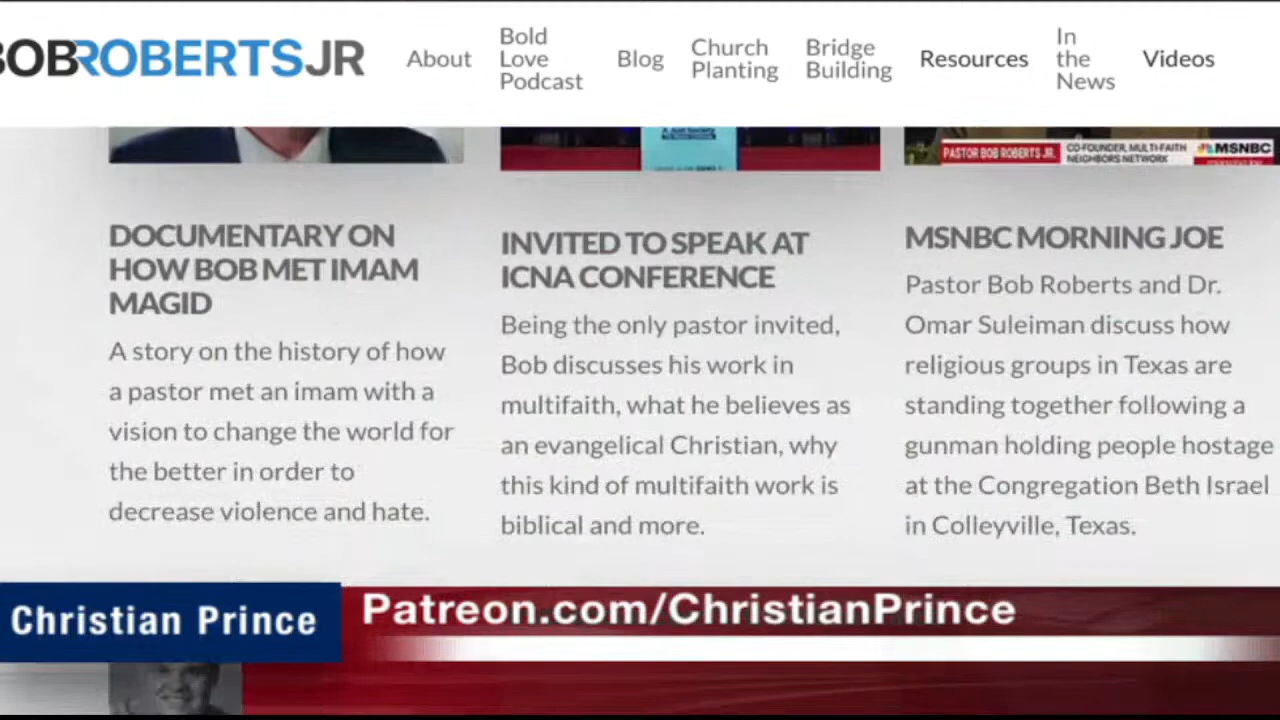 BOBROBERTSJR
About
Bold
Love
Podcast
Blog
Church
Planting
Bridge
Building
Resources
In
the
News
Videos
PASTOR BOB ROBERTS JR.
CO-FOUNDER, MULTI-FAITH
NEIGHBORS NETWORK
MSNBC
DOCUMENTARY ON
HOW BOB MET IMAM
MAGID
A story on the history of how
a pastor met an imam with a
vision to change the world for
the better in order to
decrease violence and hate.
INVITED TO SPEAK AT
ICNA CONFERENCE
Being the only pastor invited,
Bob discusses his work in
multifaith, what he believes as
an evangelical Christian, why
this kind of multifaith work is
biblical and more.
MSNBC MORNING JOE
Pastor Bob Roberts and Dr.
Omar Suleiman discuss how
religious groups in Texas are
standing together following a
gunman holding people hostage
at the Congregation Beth Israel
in Colleyville, Texas.
Christian Prince
Patreon.com/ChristianPrince